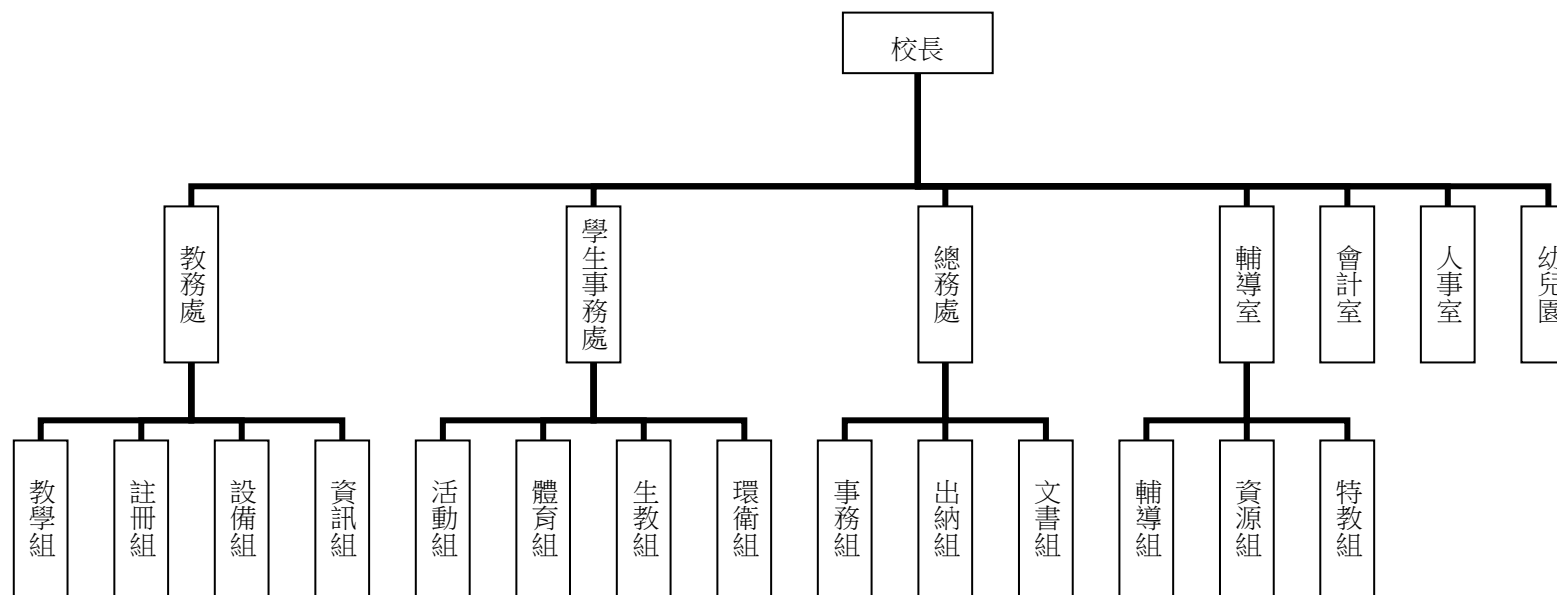 校長
教務處
學生事務處
總務處
輔導室
會計室
人事室
幼兒園
教學組
註冊組
設備組
資訊組
活動組
體育組
生教組
環衛組
事務組
出納組
文書組
輔導組
資源組
特教組